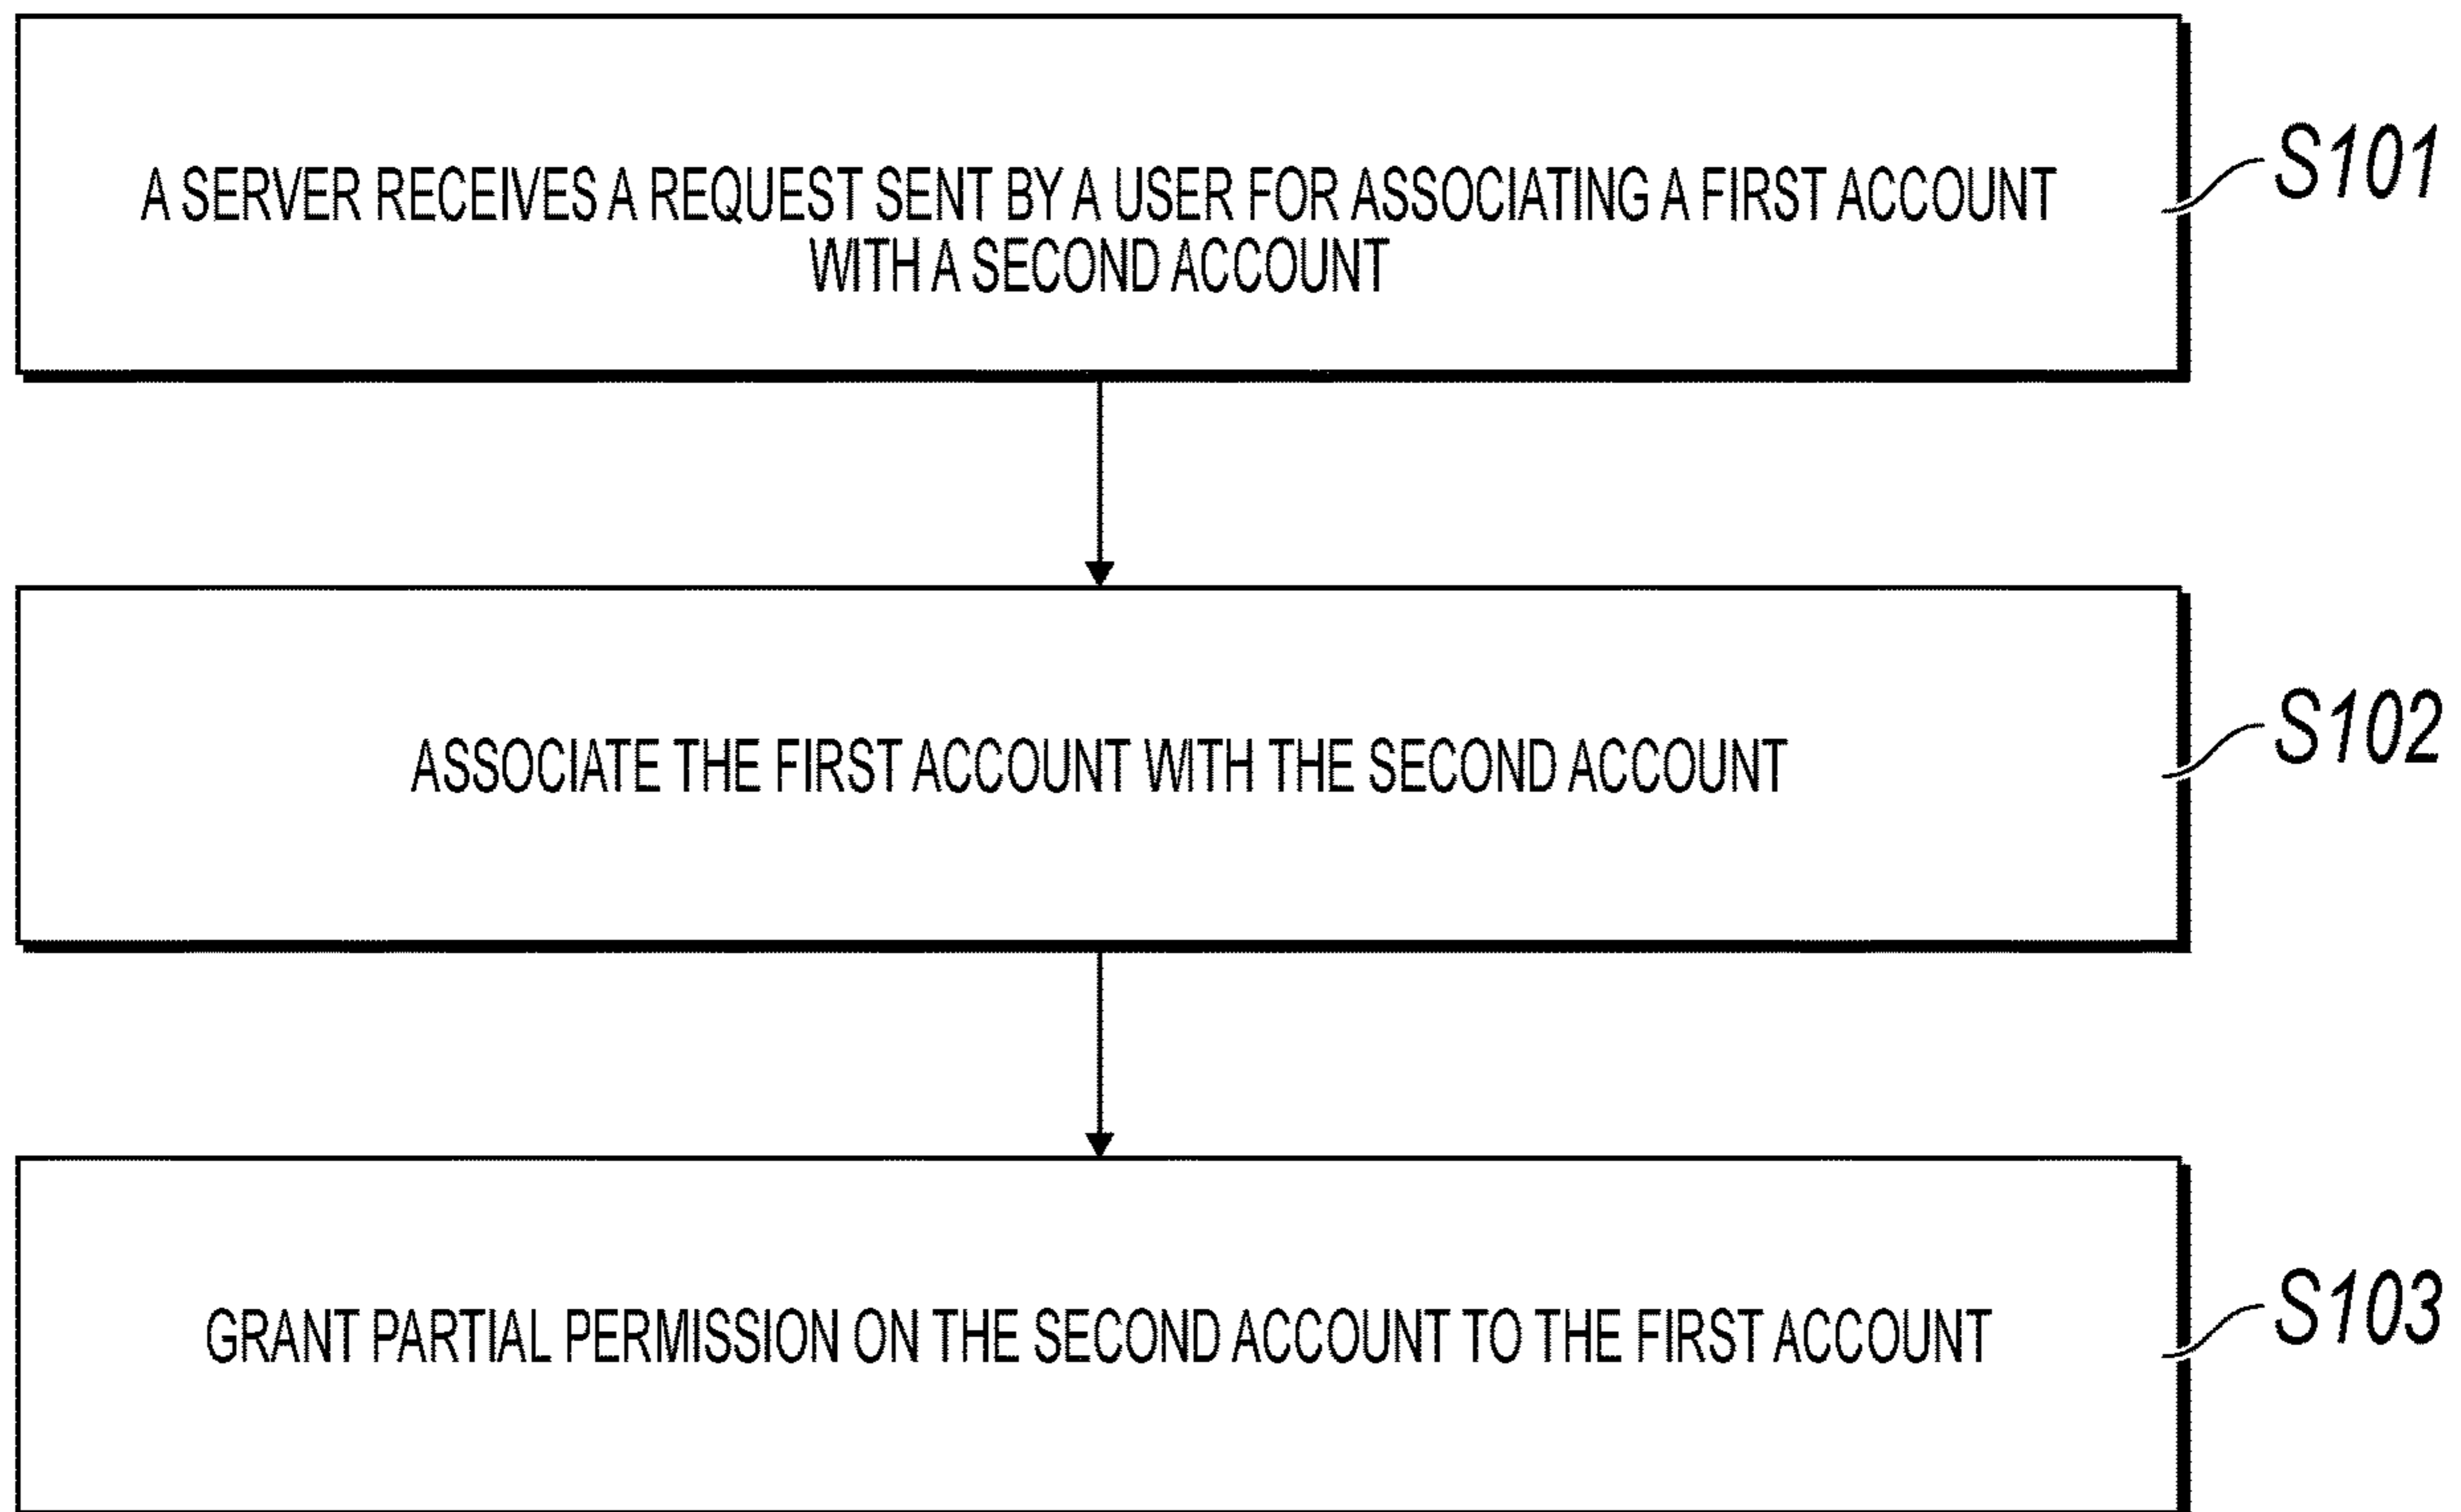 A SERVER RECEIVES A REQUEST SENT BY A USER FOR ASSOCIATING A FIRST ACCOUNT
WITH A SECOND ACCOUNT
S101
ASSOCIATE THE FIRST ACCOUNT WITH THE SECOND ACCOUNT
S102
GRANT PARTIAL PERMISSION ON THE SECOND ACCOUNT TO THE FIRST ACCOUNT
S103